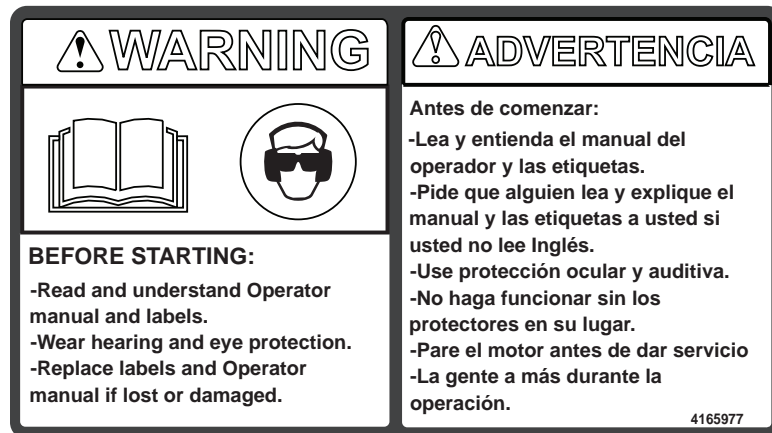 WARNING
BEFORE STARTING:
-Read and understand Operator
manual and labels.
-Wear hearing and eye protection.
-Replace labels and Operator
manual if lost or damaged.
ADVERTENCIA
Antes de comenzar:
-Lea y entienda el manual del
operador y las etiquetas.
-Pide que alguien lea y explique el
manual y las etiquetas a usted si
usted no lee Inglés.
-Use protección ocular y auditiva.
-No haga funcionar sin los
protectores en su lugar.
-Pare el motor antes de dar servicio
-La gente a más durante la
operación.
4165977